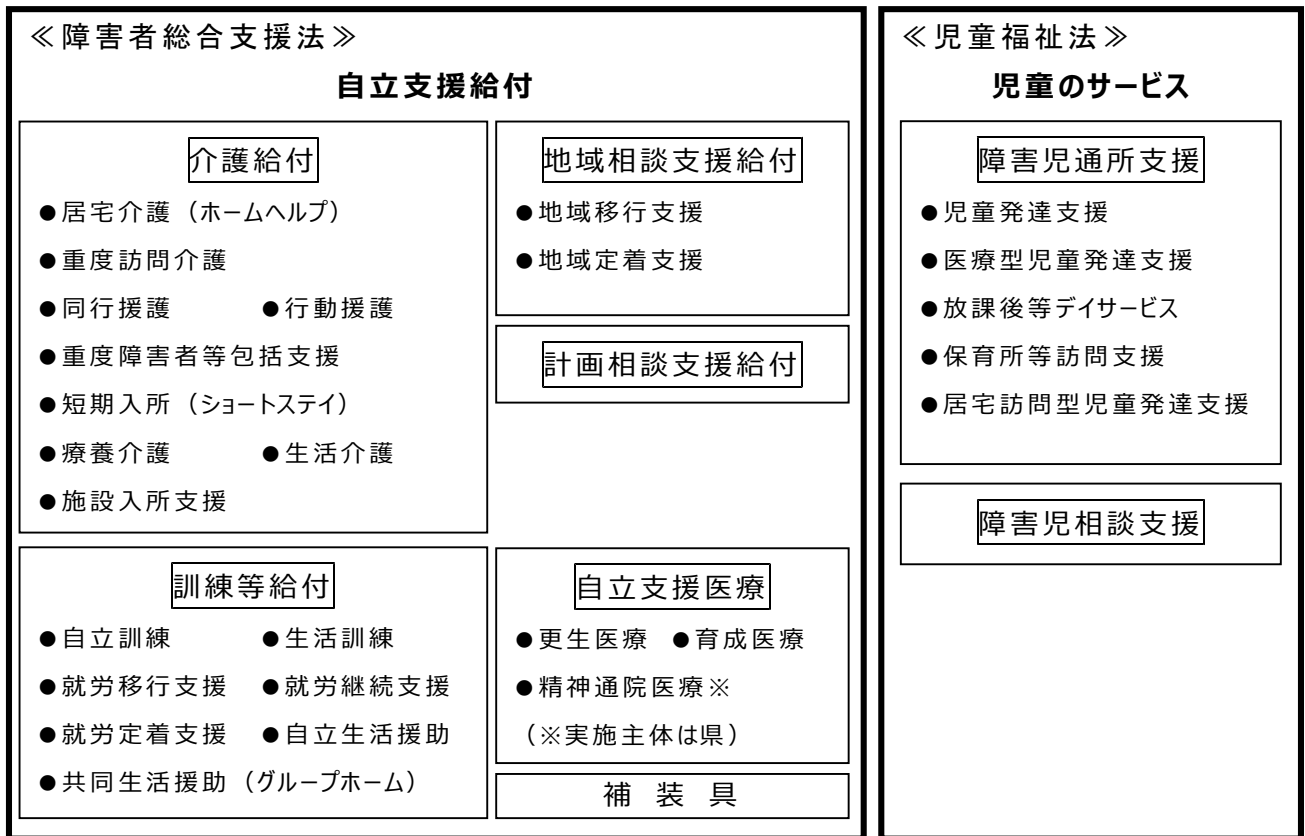 ≪障害者総合支援法≫
自立支援給付
介護給付
●居宅介護（ホームヘルプ）
●重度訪問介護
●同行援護 ●行動援護
●重度障害者等包括支援
●短期入所（ショートステイ）
●療養介護 ●生活介護
●施設入所支援
地域相談支援給付
●地域移行支援
●地域定着支援
計画相談支援給付
訓練等給付
●自立訓練 ●生活訓練
●就労移行支援 ●就労継続支援
●就労定着支援 ●自立生活援助
●共同生活援助（グループホーム）
自立支援医療
●更生医療 ●育成医療
●精神通院医療※
（※実施主体は県）
補装具
≪児童福祉法≫
児童のサービス
障害児通所支援
●児童発達支援
●医療型児童発達支援
●放課後等デイサービス
●保育所等訪問支援
●居宅訪問型児童発達支援
障害児相談支援